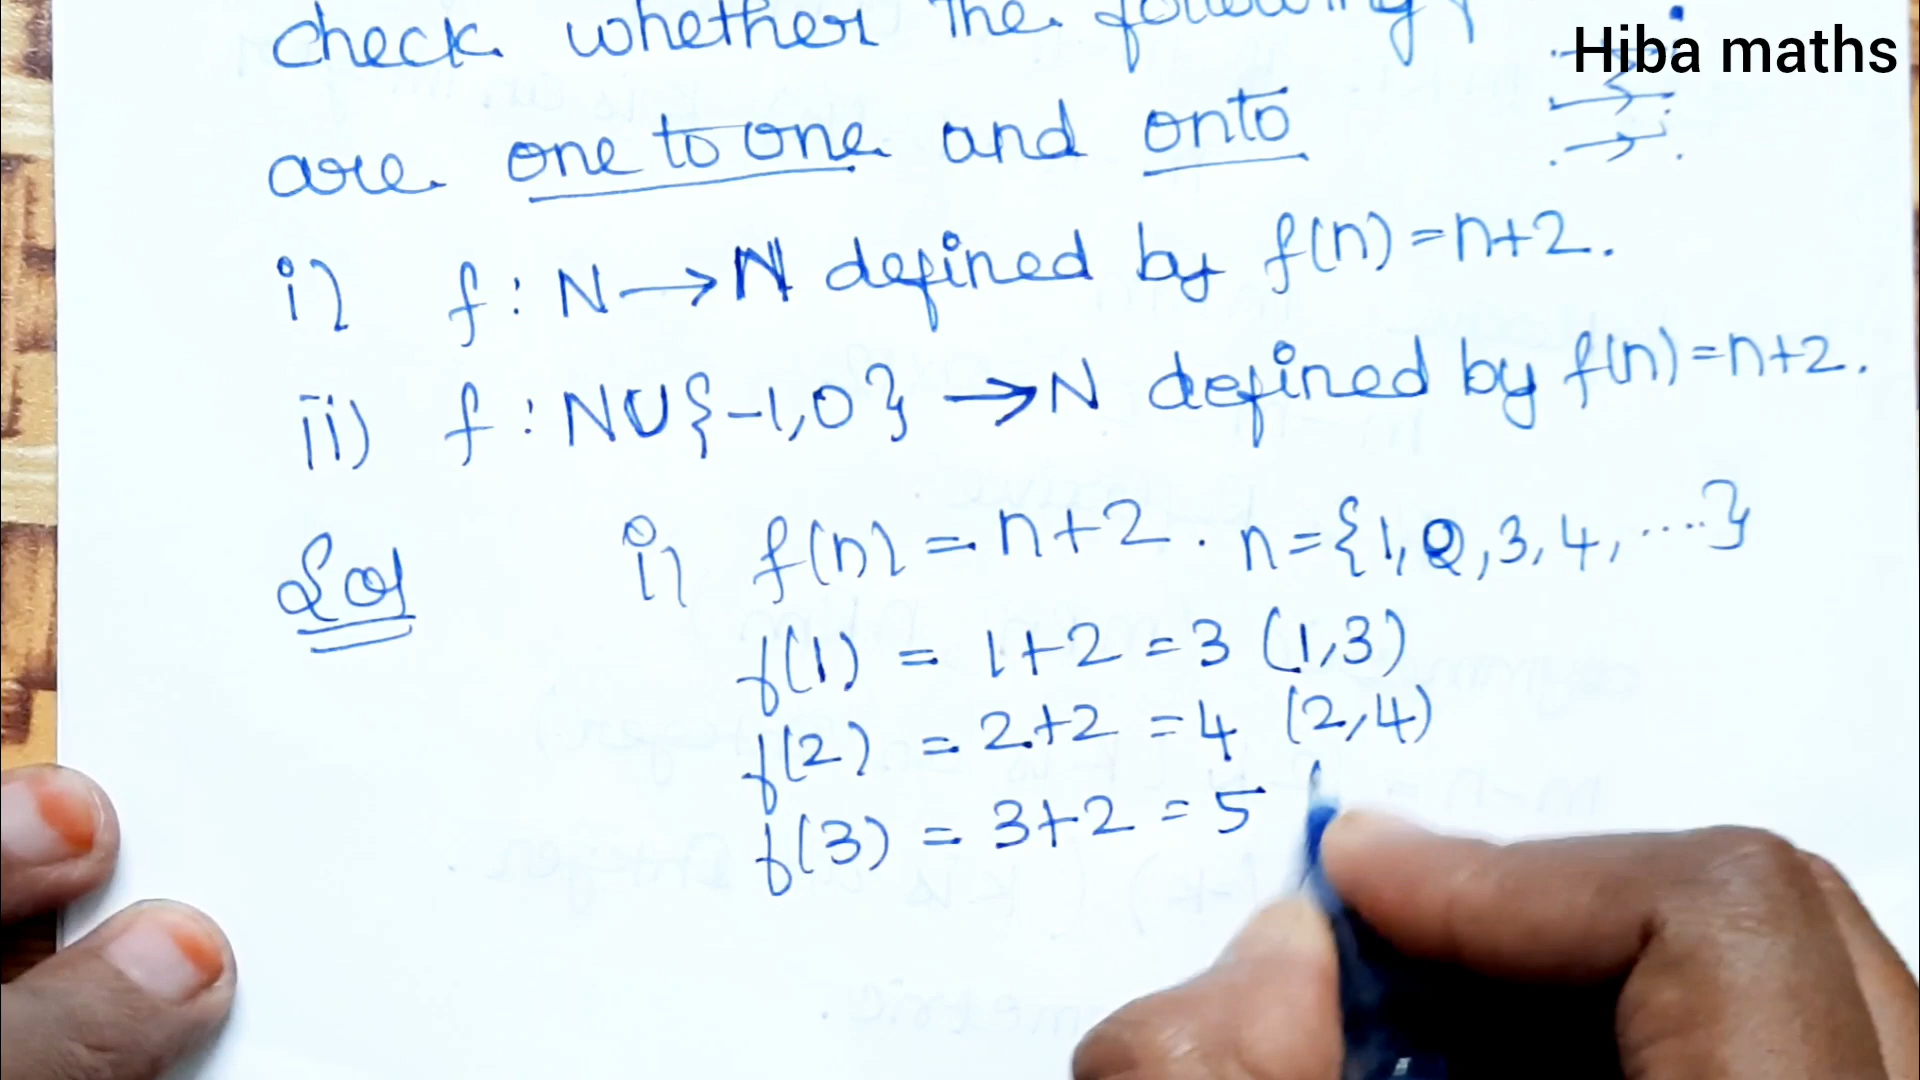 Hiba maths
check whether the following
are one to one and onto
i) f : N → N defined by f(n) = n+2.
ii) f : NU{-1,0} → N defined by f(n) = n+2.
Sol i) f(n) = n+2. n={1,2,3,4,....}
f(1) = 1+2 = 3 (1,3)
f(2) = 2+2 = 4 (2,4)
f(3) = 3+2 = 5